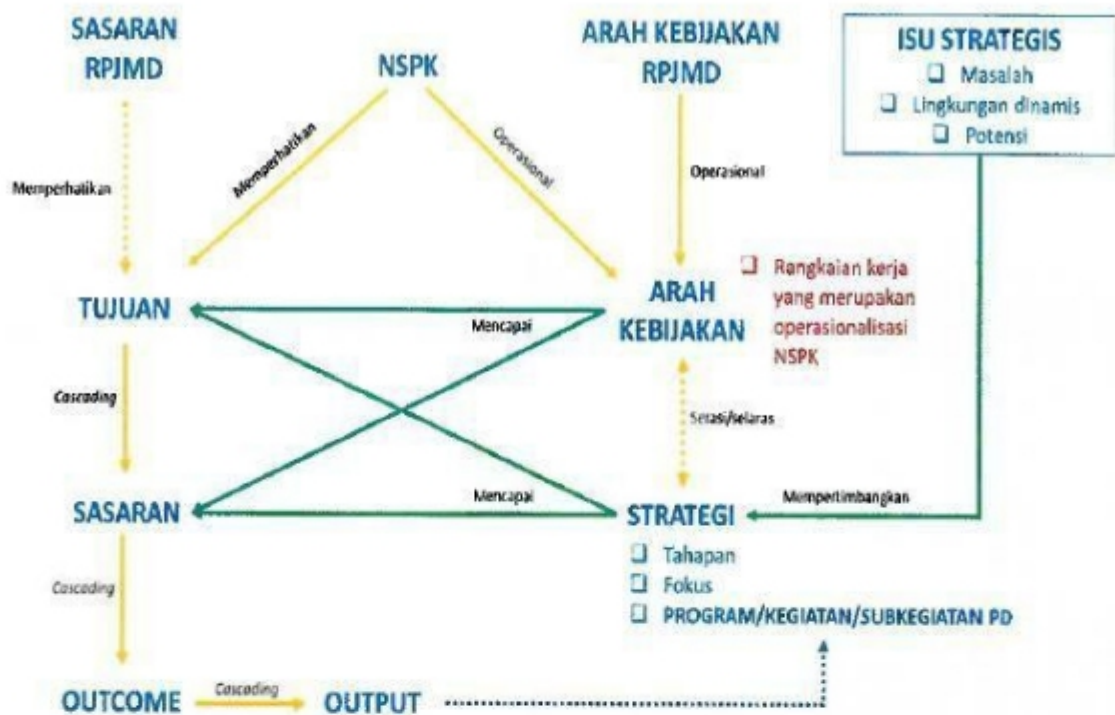 SASARAN
RPJMD
NSPK
ARAH KEBIJAKAN
RPJMD
ISU STRATEGIS
Masalah
Lingkungan dinamis
Potensi
Memperhatikan
Memperhatikan
Operasional
Operasional
TUJUAN
ARAH
KEBIJAKAN
Rangkaian kerja
yang merupakan
operasionalisasi
NSPK
Mencapai
Cascading
Serasi/selaras
SASARAN
Mencapai
STRATEGI
Mempertimbangkan
Tahapan
Fokus
PROGRAM/KEGIATAN/SUBKEGIATAN PD
Cascading
OUTCOME
Cascading
OUTPUT